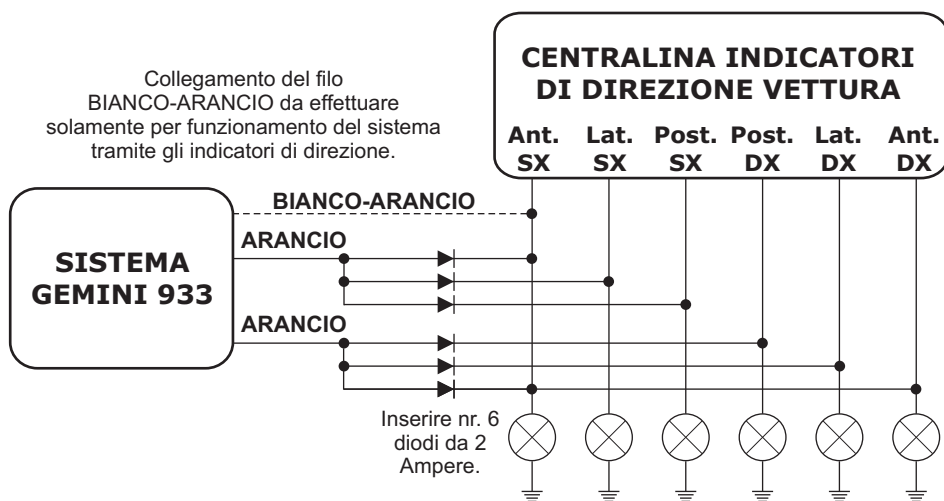 CENTRALINA INDICATORI
DI DIREZIONE VETTURA
Ant. Lat. Post. Post. Lat. Ant.
SX SX SX DX DX DX
Collegamento del filo
BIANCO-ARANCIO da effettuare
solamente per funzionamento del sistema
tramite gli indicatori di direzione.
BIANCO-ARANCIO
ARANCIO
SISTEMA
GEMINI 933
ARANCIO
Inserire nr. 6
diodi da 2
Ampere.